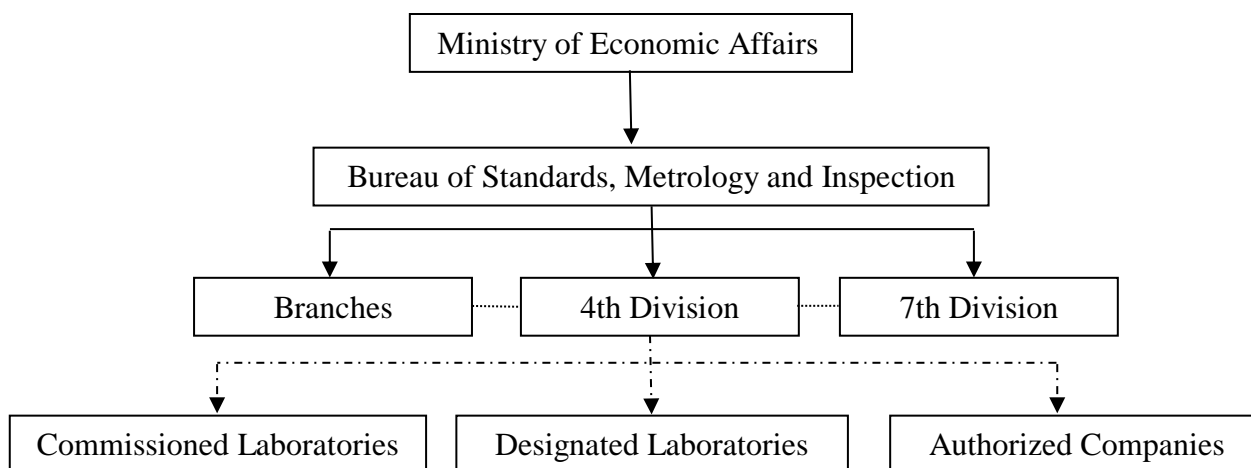 Ministry of Economic Affairs
Bureau of Standards, Metrology and Inspection
Branches
4th Division
7th Division
Commissioned Laboratories
Designated Laboratories
Authorized Companies